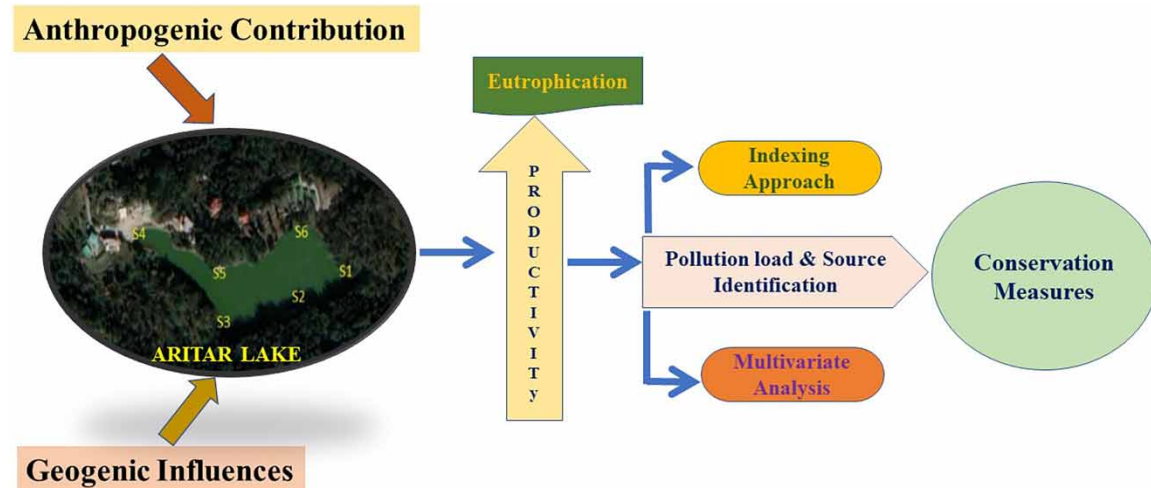 Anthropogenic Contribution
S4
S6
S5
S1
S2
S3
ARITAR LAKE
Geogenic Influences
Eutrophication
PRODUCTIVITy
Indexing
Approach
Pollution load & Source
Identification
Multivariate
Analysis
Conservation
Measures